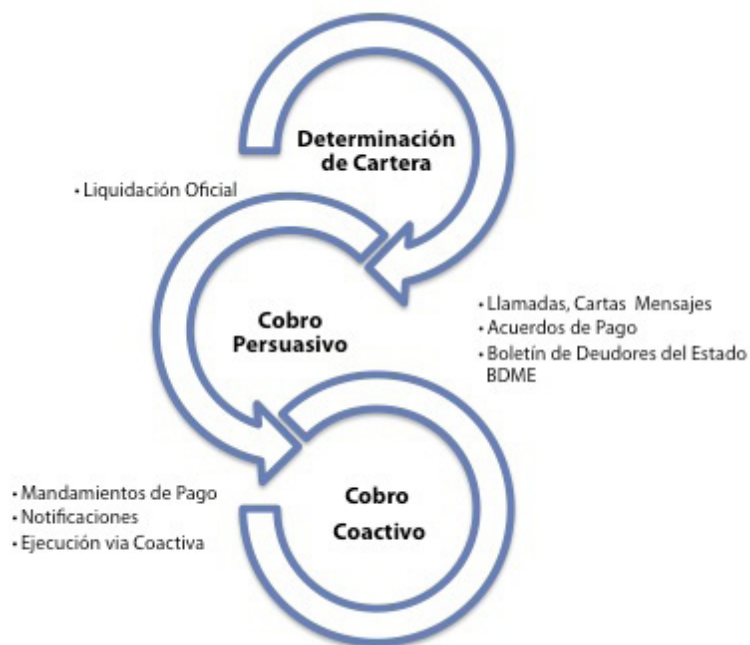 Determinación
de Cartera
• Liquidación Oficial
Cobro
Persuasivo
• Llamadas, Cartas Mensajes
• Acuerdos de Pago
• Boletín de Deudores del Estado
BDME
Cobro
Coactivo
• Mandamientos de Pago
• Notificaciones
• Ejecución via Coactiva